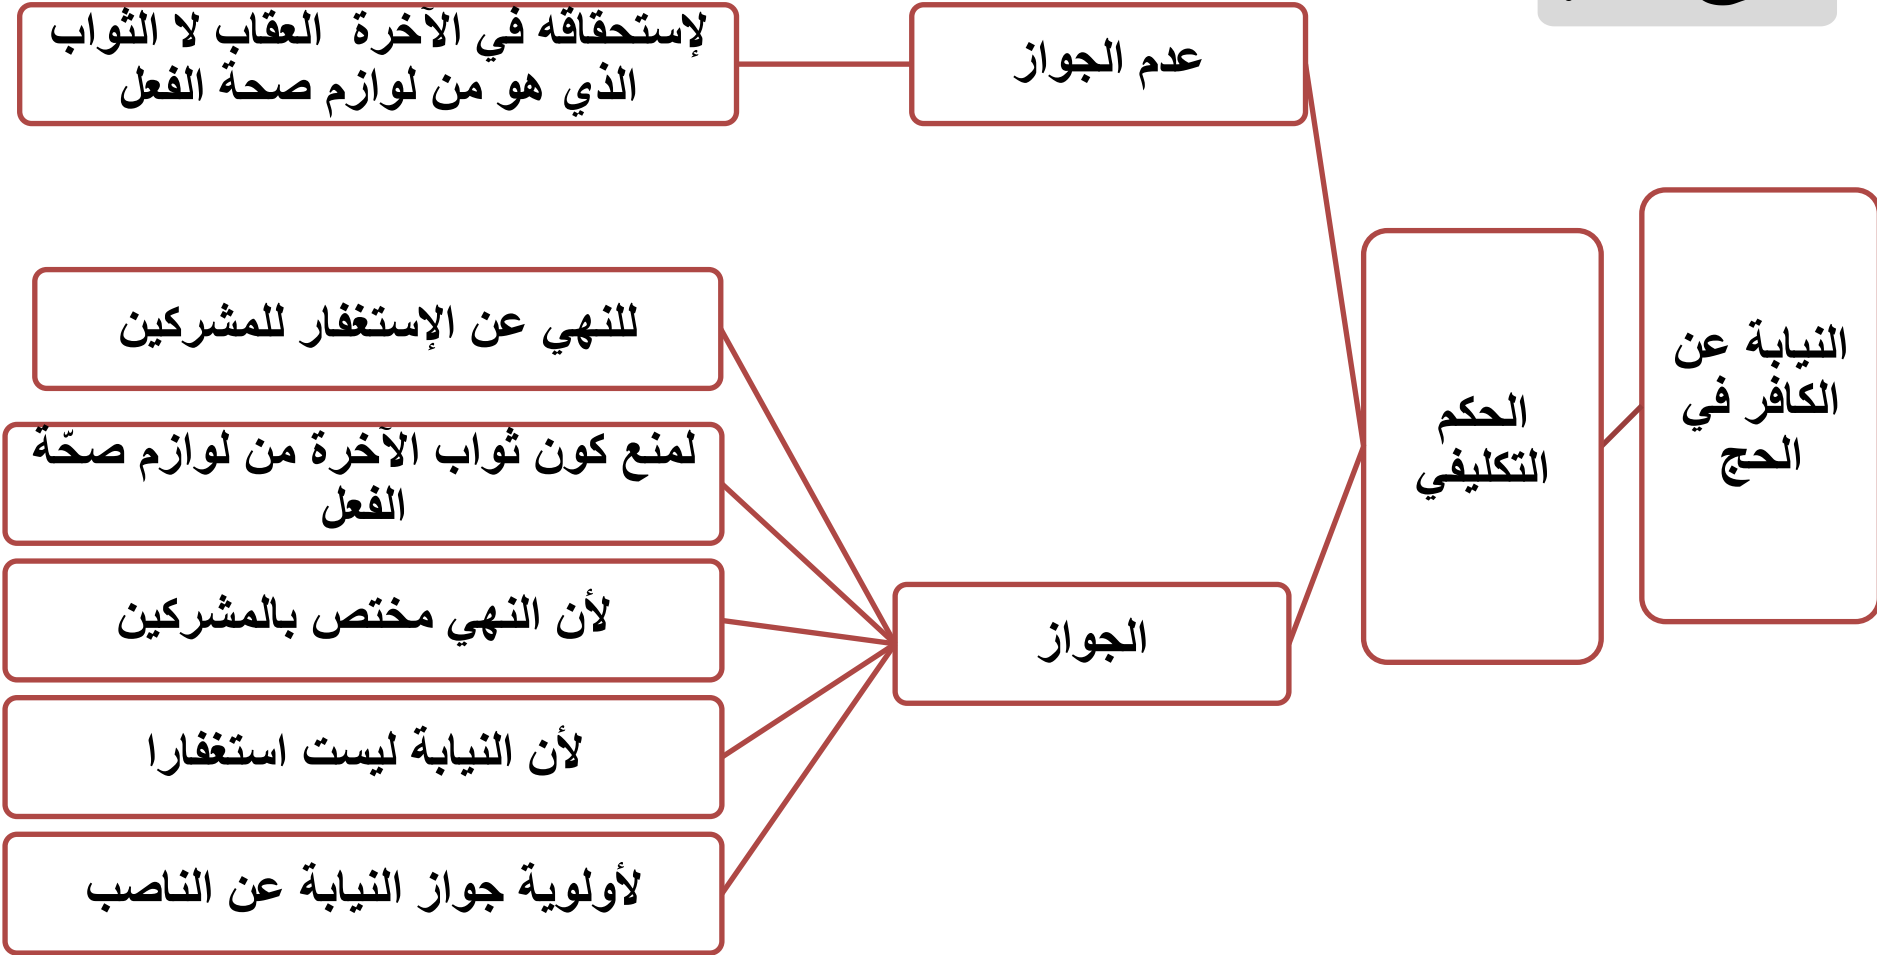 النيابة عن
الكافر في
الحج
الحكم
التكليفي
عدم الجواز
لإستحقاقه في الآخرة العقاب لا الثواب
الذي هو من لوازم صحة الفعل
الجواز
للنهي عن الإستغفار للمشركين
لمنع كون ثواب الآخرة من لوازم صحّة
الفعل
لأن النهي مختص بالمشركين
لأن النيابة ليست استغفارا
لأولوية جواز النيابة عن الناصب